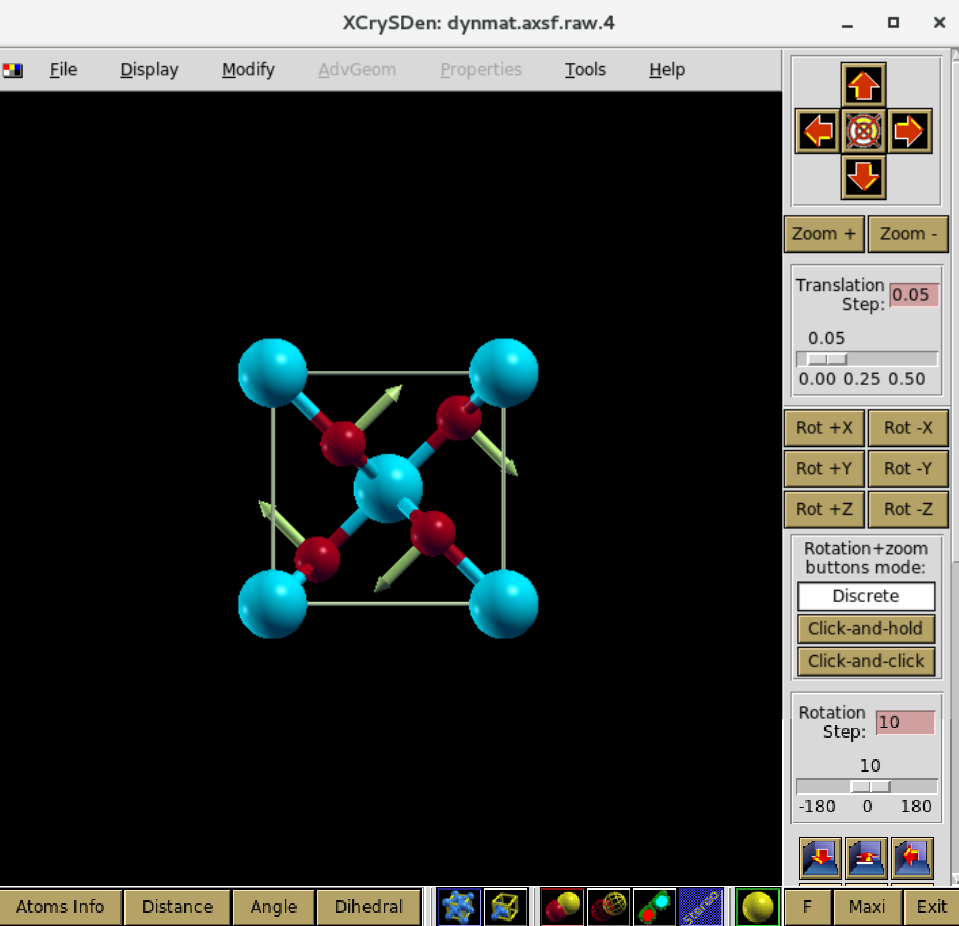 XCrySDen: dynmat.axsf.raw.4
File Display Modify AdvGeom Properties Tools Help
Zoom + Zoom -
Translation
Step: 0.05
0.05
0.00 0.25 0.50
Rot +X Rot -X
Rot +Y Rot -Y
Rot +Z Rot -Z
Rotation+zoom
buttons mode:
Discrete
Click-and-hold
Click-and-click
Rotation
Step: 10
10
-180 0 180
Atoms Info Distance Angle Dihedral Stereo F Maxi Exit